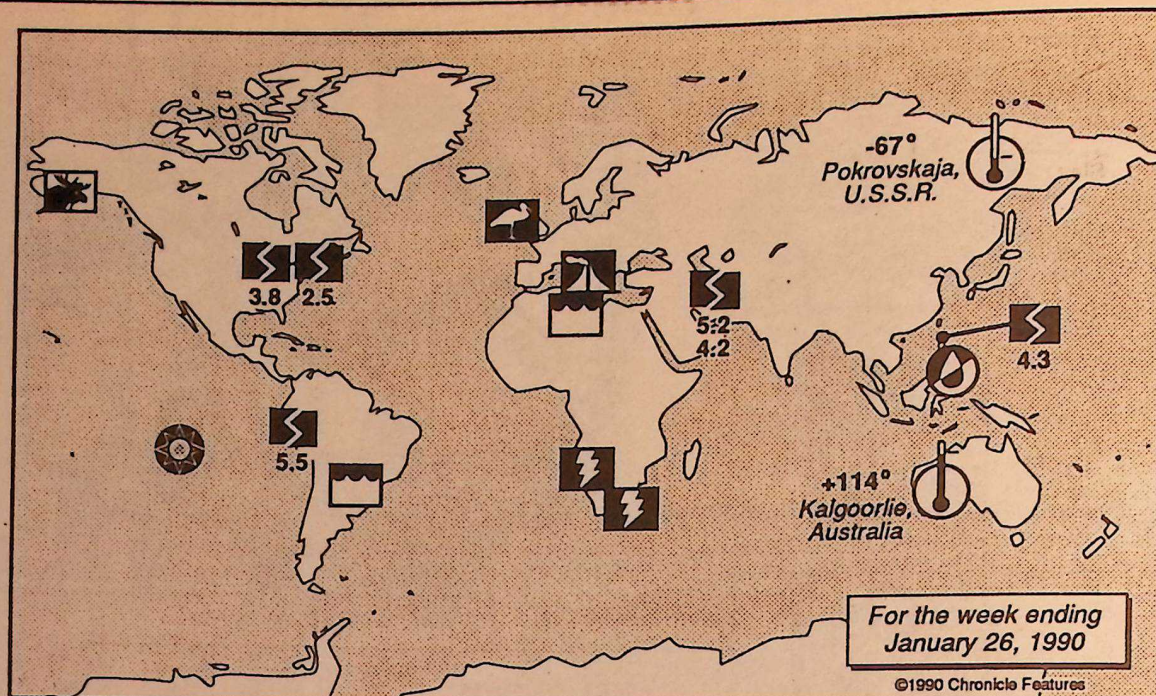 -67°
Pokrovskaja,
U.S.S.R.
3.8 2.5
5.2
4.2
4.3
5.5
+114°
Kalgoorlie,
Australia
For the week ending
January 26, 1990
©1990 Chronicle Features